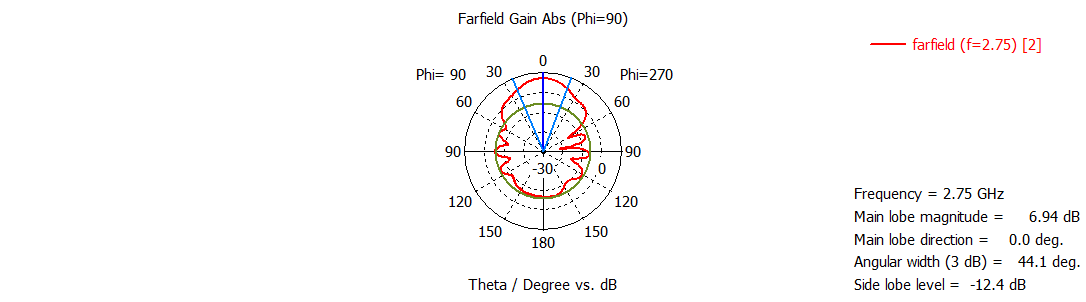 Farfield Gain Abs (Phi=90)
farfield (f=2.75) [2]
0
Phi= 90 30 30 Phi=270
60 60
90 90
-30 0
120 120
150 150
180
Frequency = 2.75 GHz
Main lobe magnitude = 6.94 dB
Main lobe direction = 0.0 deg.
Angular width (3 dB) = 44.1 deg.
Side lobe level = -12.4 dB
Theta / Degree vs. dB